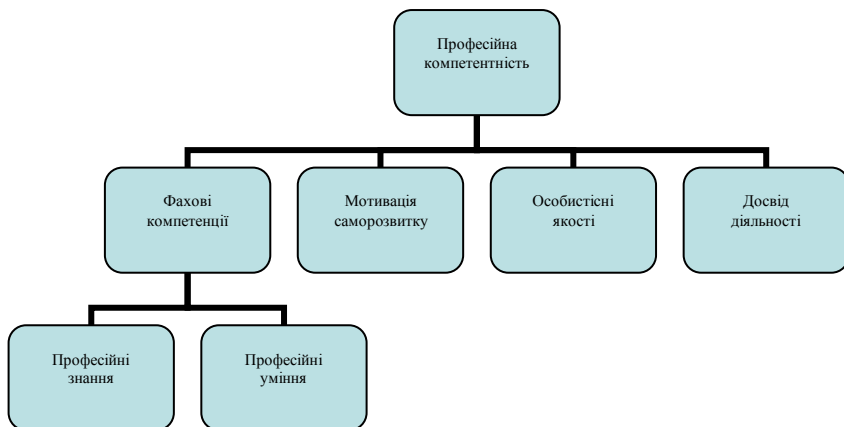 Професійна
компетентність
Фахові
компетенції
Мотивація
саморозвитку
Особистісні
якості
Досвід
діяльності
Професійні
знання
Професійні
уміння